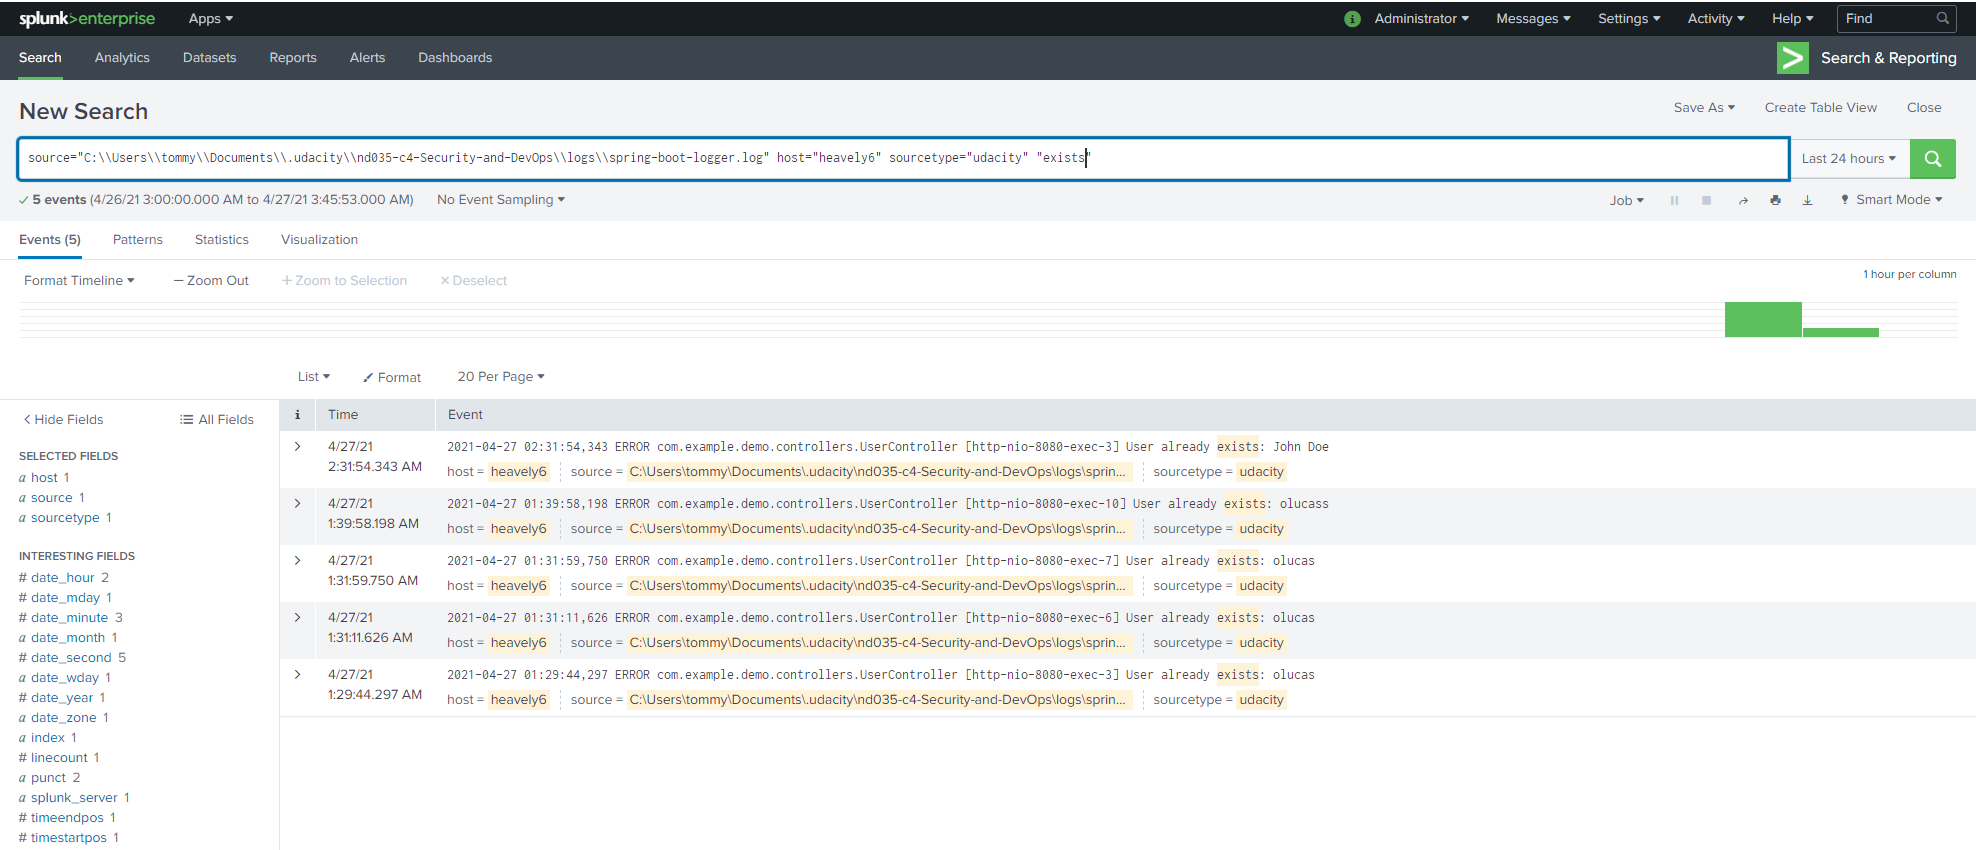 splunk>enterprise Apps Administrator Messages Settings Activity Help Find
Search Analytics Datasets Reports Alerts Dashboards Search & Reporting
New Search Save As Create Table View Close
source="C:\\Users\\tommy\\Documents\\.udacity\\nd035-c4-Security-and-DevOps\\logs\\spring-boot-logger.log" host="heavely6" sourcetype="udacity" "exists" Last 24 hours
5 events (4/26/21 3:00:00.000 AM to 4/27/21 3:45:53.000 AM) No Event Sampling Job Smart Mode
Events (5) Patterns Statistics Visualization
Format Timeline — Zoom Out + Zoom to Selection × Deselect 1 hour per column
List Format 20 Per Page
< Hide Fields All Fields
i Time Event
SELECTED FIELDS
a host 1
a source 1
a sourcetype 1
INTERESTING FIELDS
# date_hour 2
# date_mday 1
# date_minute 3
a date_month 1
# date_second 5
a date_wday 1
# date_year 1
a date_zone 1
a index 1
# linecount 1
a punct 2
a splunk_server 1
# timeendpos 1
# timestartpos 1
> 4/27/21 2021-04-27 02:31:54,343 ERROR com.example.demo.controllers.UserController [http-nio-8080-exec-3] User already exists: John Doe
2:31:54.343 AM host = heavely6 source = C:\Users\tommy\Documents\.udacity\nd035-c4-Security-and-DevOps\logs\sprin... sourcetype = udacity
> 4/27/21 2021-04-27 01:39:58,198 ERROR com.example.demo.controllers.UserController [http-nio-8080-exec-10] User already exists: olucass
1:39:58.198 AM host = heavely6 source = C:\Users\tommy\Documents\.udacity\nd035-c4-Security-and-DevOps\logs\sprin... sourcetype = udacity
> 4/27/21 2021-04-27 01:31:59,750 ERROR com.example.demo.controllers.UserController [http-nio-8080-exec-7] User already exists: olucas
1:31:59.750 AM host = heavely6 source = C:\Users\tommy\Documents\.udacity\nd035-c4-Security-and-DevOps\logs\sprin... sourcetype = udacity
> 4/27/21 2021-04-27 01:31:11,626 ERROR com.example.demo.controllers.UserController [http-nio-8080-exec-6] User already exists: olucas
1:31:11.626 AM host = heavely6 source = C:\Users\tommy\Documents\.udacity\nd035-c4-Security-and-DevOps\logs\sprin... sourcetype = udacity
> 4/27/21 2021-04-27 01:29:44,297 ERROR com.example.demo.controllers.UserController [http-nio-8080-exec-3] User already exists: olucas
1:29:44.297 AM host = heavely6 source = C:\Users\tommy\Documents\.udacity\nd035-c4-Security-and-DevOps\logs\sprin... sourcetype = udacity